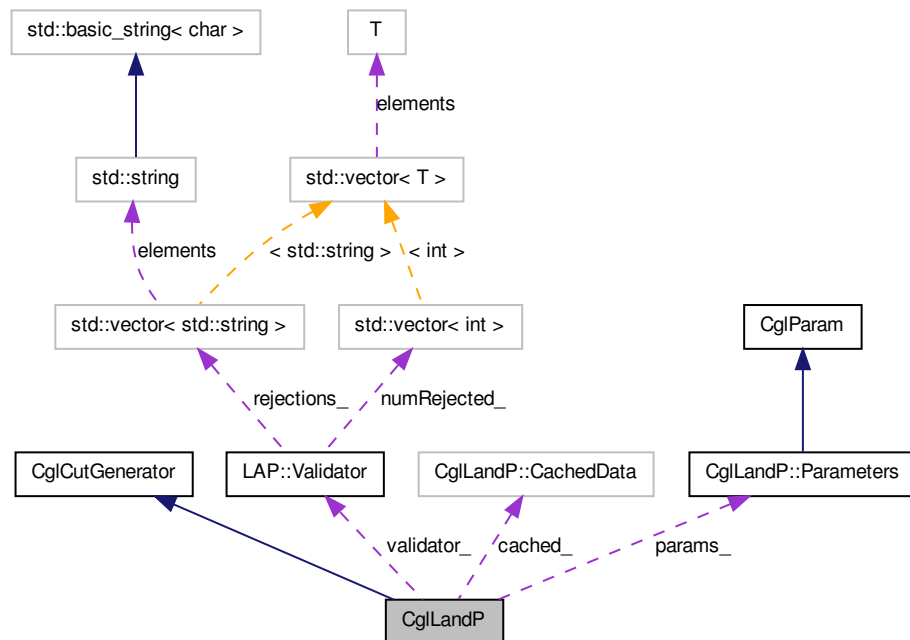 std::basic_string< char >
T
elements
std::string
std::vector< T >
elements
< std::string >
< int >
std::vector< std::string >
std::vector< int >
CglParam
rejections_
numRejected_
CglCutGenerator
LAP::Validator
CglLandP::CachedData
CglLandP::Parameters
validator_
cached_
params_
CglLandP